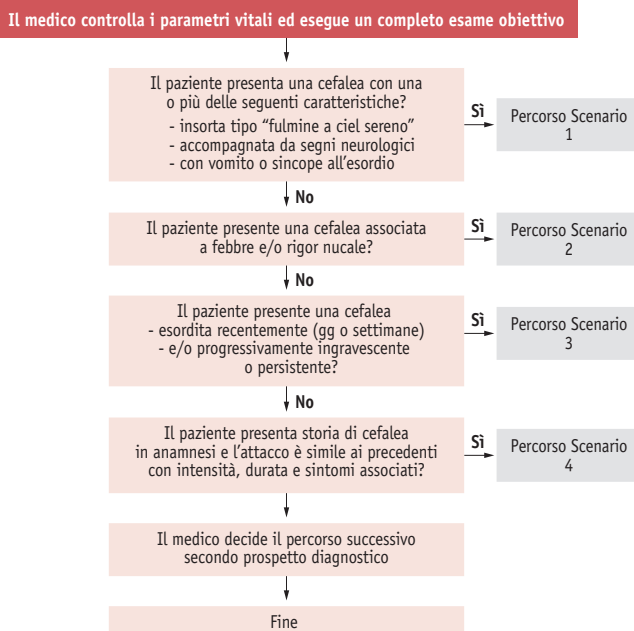 Il medico controlla i parametri vitali ed esegue un completo esame obiettivo
Il paziente presenta una cefalea con una
o più delle seguenti caratteristiche?
- insorta tipo “fulmine a ciel sereno”
- accompagnata da segni neurologici
- con vomito o sincope all’esordio
Sì
Percorso Scenario
1
No
Il paziente presente una cefalea associata
a febbre e/o rigor nucale?
Sì
Percorso Scenario
2
No
Il paziente presente una cefalea
- esordita recentemente (gg o settimane)
- e/o progressivamente ingravescente
o persistente?
Sì
Percorso Scenario
3
No
Il paziente presenta storia di cefalea
in anamnesi e l’attacco è simile ai precedenti
con intensità, durata e sintomi associati?
Sì
Percorso Scenario
4
Il medico decide il percorso successivo
secondo prospetto diagnostico
Fine